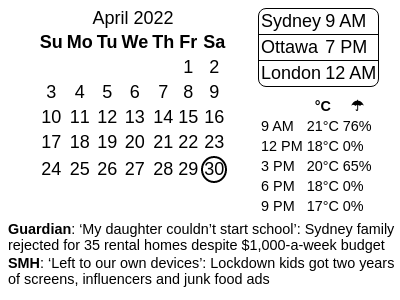 April 2022
Su Mo Tu We Th Fr Sa
1 2
3 4 5 6 7 8 9
10 11 12 13 14 15 16
17 18 19 20 21 22 23
24 25 26 27 28 29 30
Sydney 9 AM
Ottawa 7 PM
London 12 AM
°C ☂
9 AM 21°C 76%
12 PM 18°C 0%
3 PM 20°C 65%
6 PM 18°C 0%
9 PM 17°C 0%
Guardian: ‘My daughter couldn’t start school’: Sydney family
rejected for 35 rental homes despite $1,000-a-week budget
SMH: ‘Left to our own devices’: Lockdown kids got two years
of screens, influencers and junk food ads